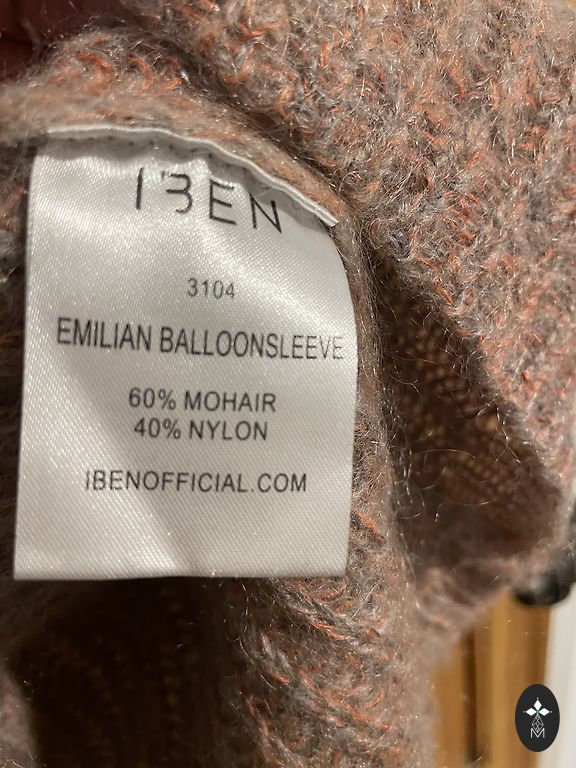 IBEN
3104
EMILIAN BALLOONSLEEVE
60% MOHAIR
40% NYLON
IBENOFFICIAL.COM
M